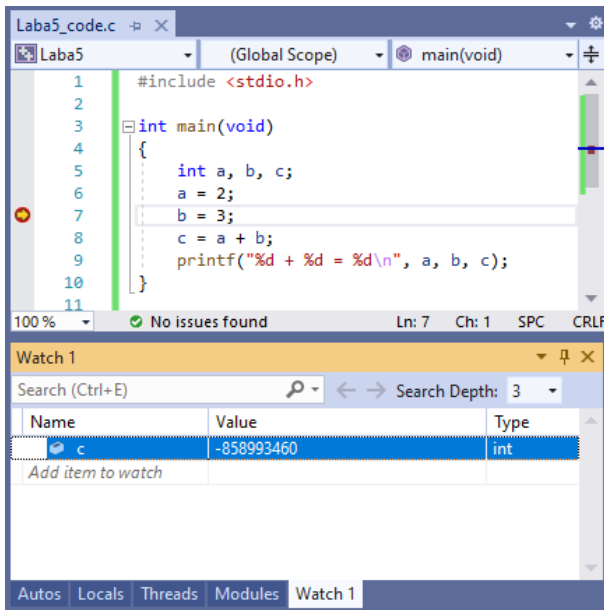 Laba5_code.c
Laba5 (Global Scope) main(void)
1 #include <stdio.h>
2
3 int main(void)
4 {
5 int a, b, c;
6 a = 2;
7 b = 3;
8 c = a + b;
9 printf("%d + %d = %d\n", a, b, c);
10 }
11
100 % No issues found Ln: 7 Ch: 1 SPC CRLF
Watch 1
Search (Ctrl+E) Search Depth: 3
Name Value Type
c -858993460 int
Add item to watch
Autos Locals Threads Modules Watch 1